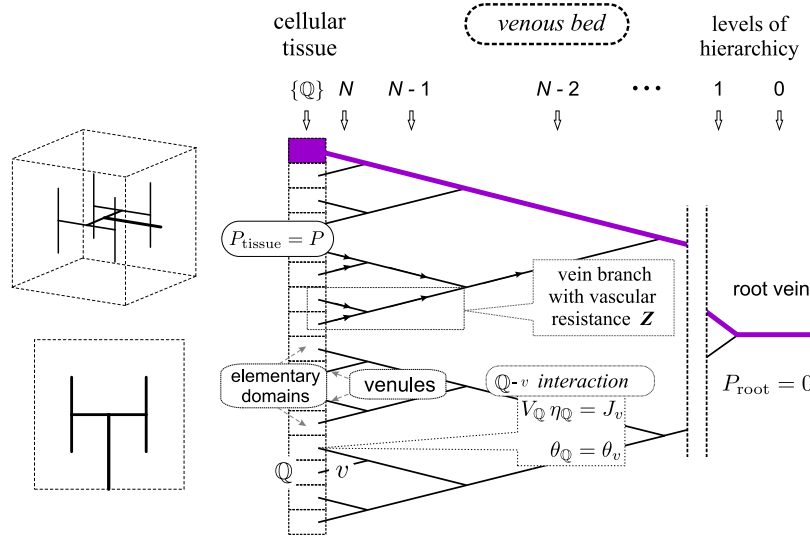 cellular
tissue
venous bed
levels of
hierarchicy
{ℚ} N N - 1 N - 2 ••• 1 0
P_tissue = P
vein branch
with vascular
resistance Z
root vein
elementary
domains
venules
ℚ- v interaction
V_ℚ η_ℚ = J_v
θ_ℚ = θ_v
P_root = 0
ℚ v